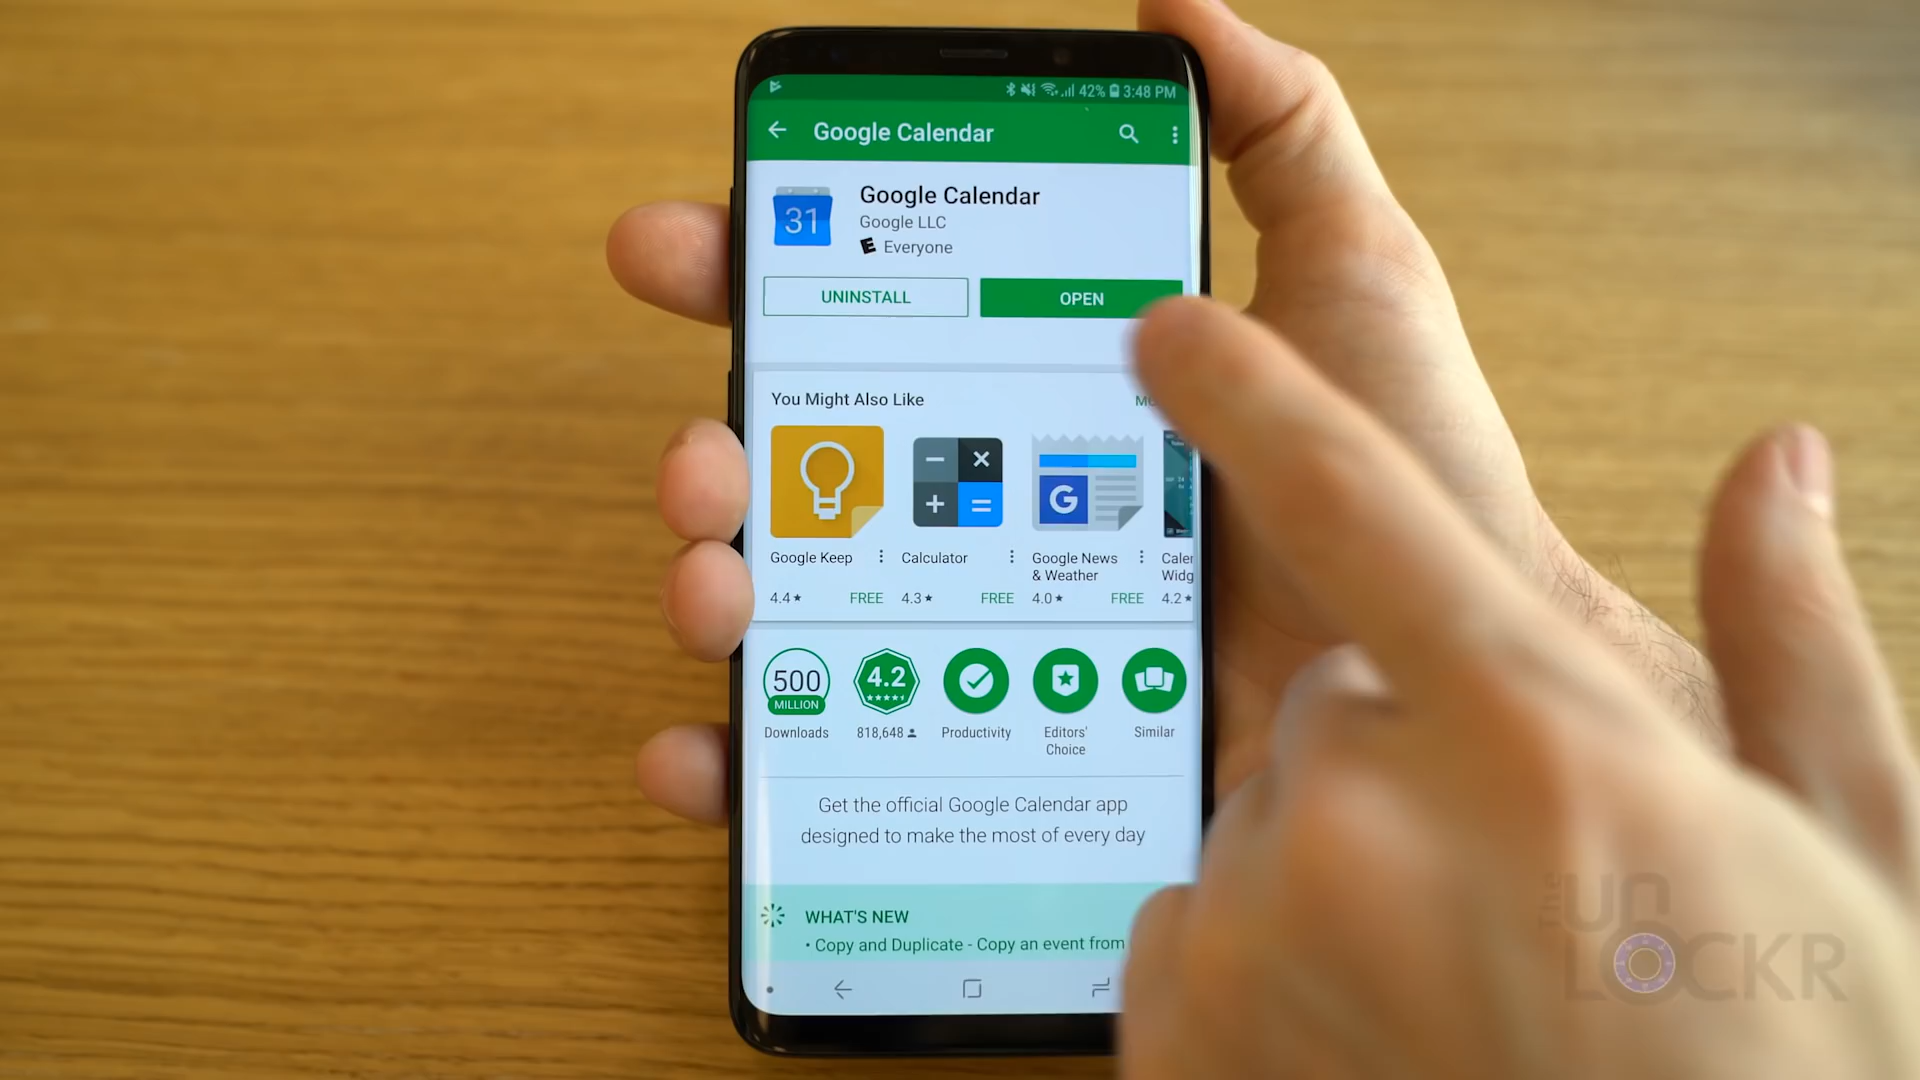 42% 3:48 PM
Google Calendar
31
Google Calendar
Google LLC
E Everyone
UNINSTALL
OPEN
You Might Also Like
G
Google Keep
Calculator
Google News
& Weather
4.4★
FREE
4.3★
FREE
4.0★
FREE
4.2★
500
MILLION
Downloads
4.2
818,648
Productivity
Editors'
Choice
Similar
Get the official Google Calendar app
designed to make the most of every day
WHAT'S NEW
• Copy and Duplicate - Copy an event from
The
UNLOCKR